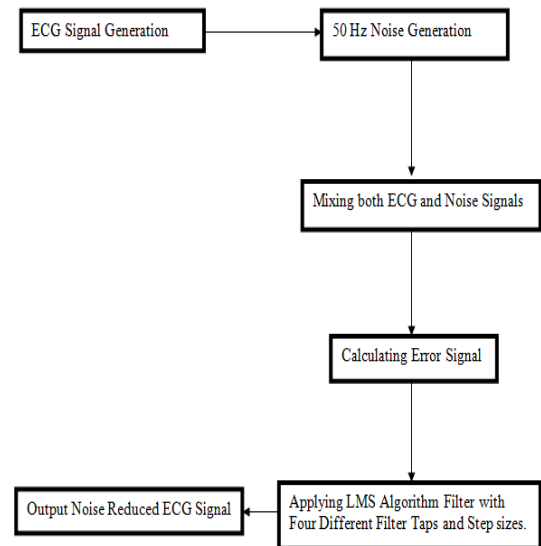 ECG Signal Generation
50 Hz Noise Generation
Mixing both ECG and Noise Signals
Calculating Error Signal
Applying LMS Algorithm Filter with
Four Different Filter Taps and Step sizes.
Output Noise Reduced ECG Signal